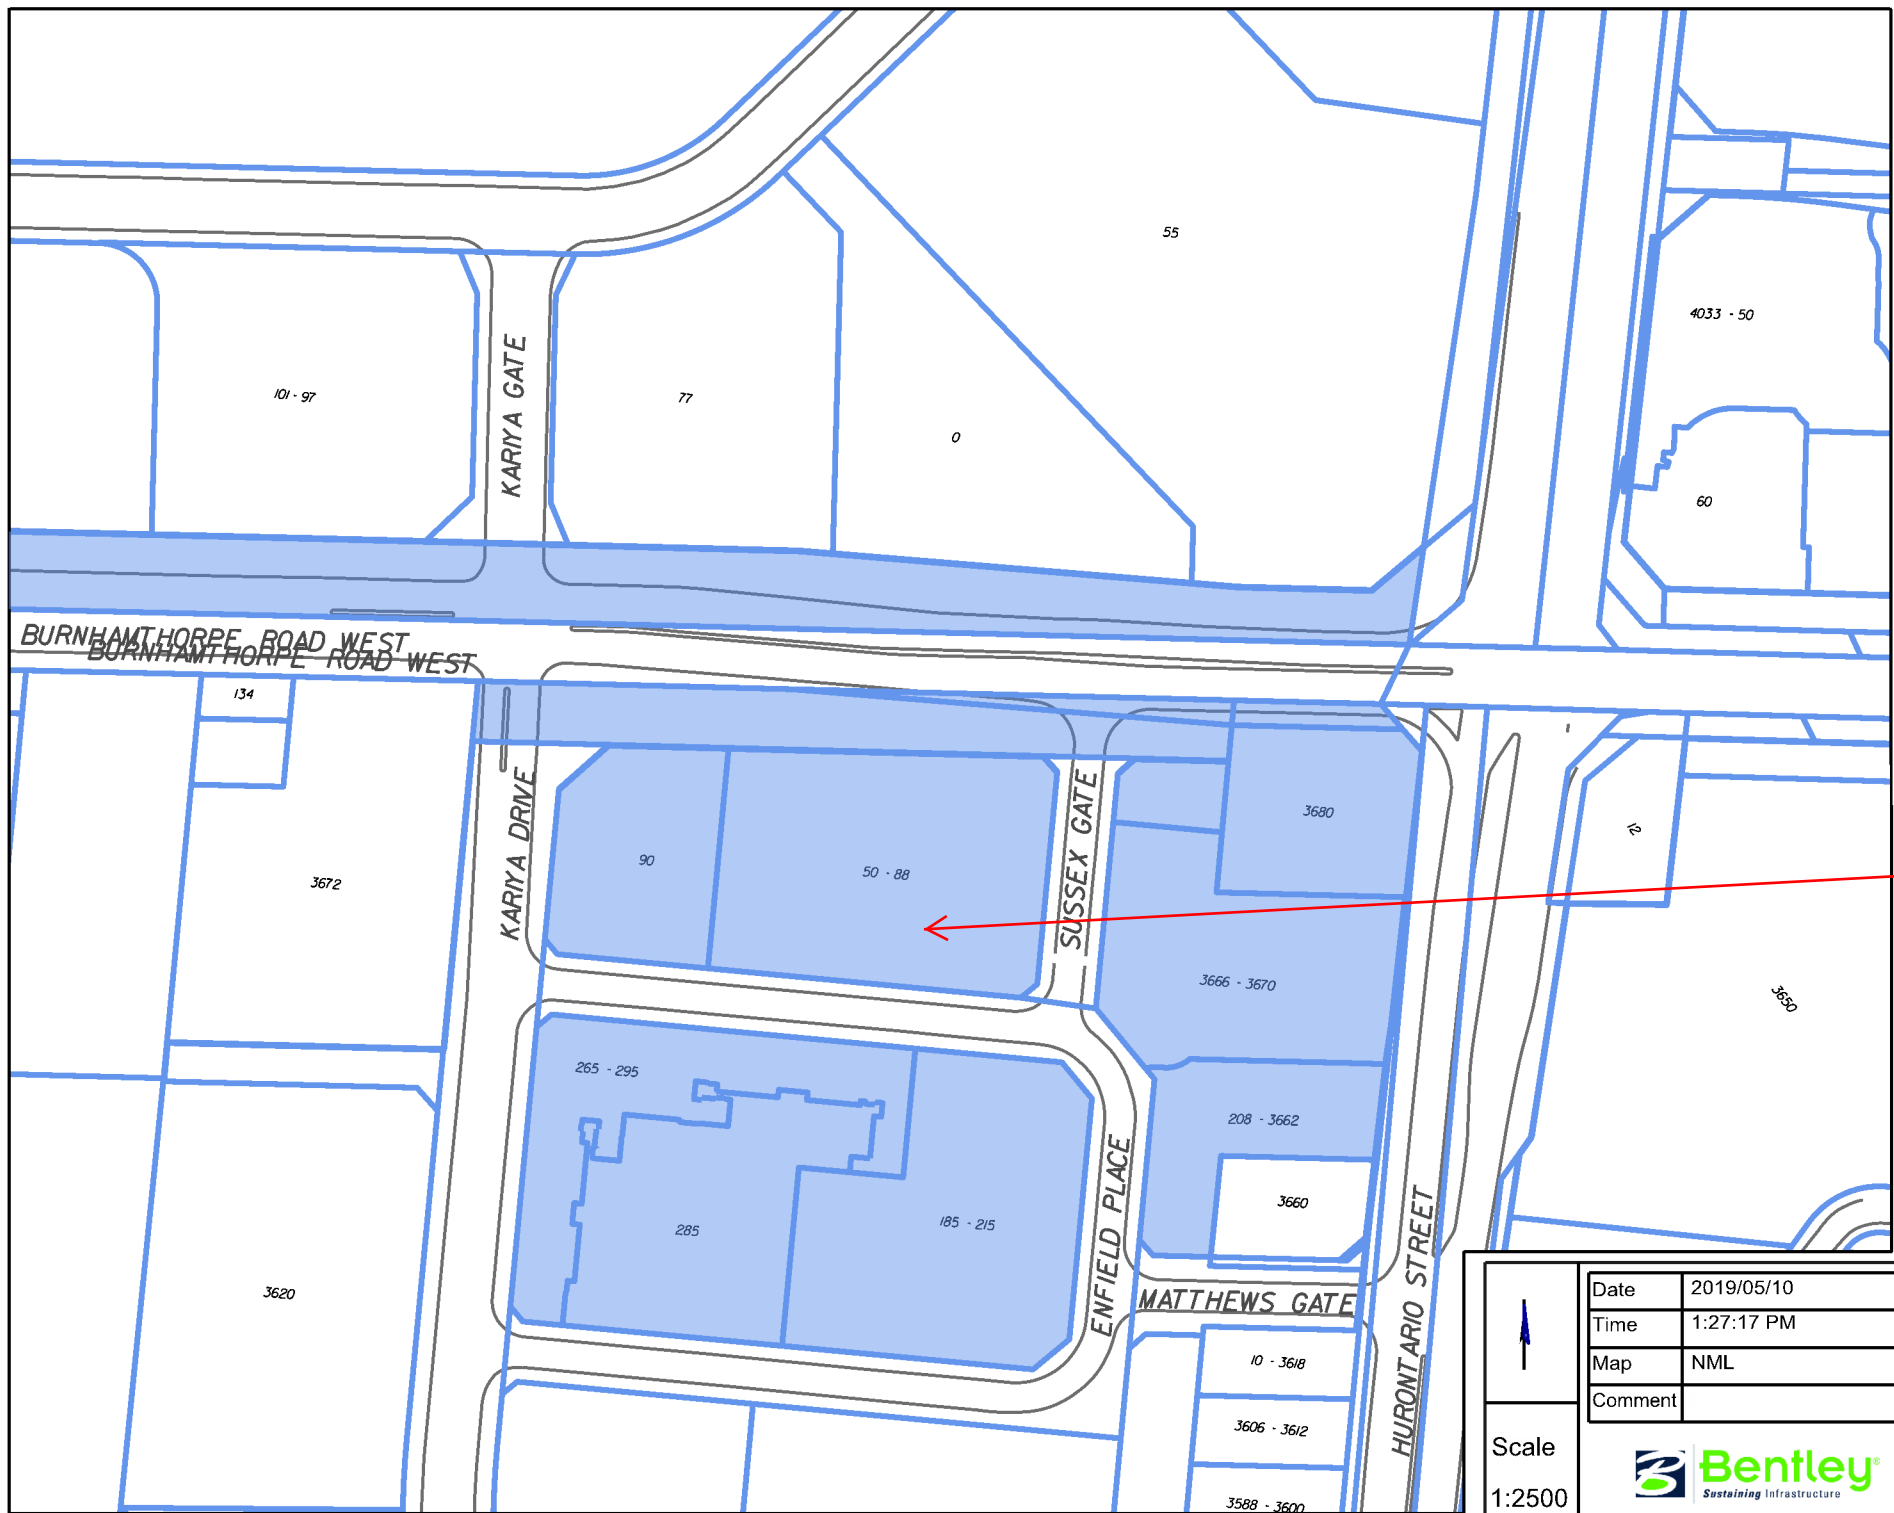 55
4033 - 50
KARIYA GATE
101 - 97
77
0
60
BURNHAMTHORPE ROAD WEST
BURNHAMTHORPE ROAD WEST
134
3680
12
KARIYA DRIVE
SUSSEX GATE
90
50 - 88
3672
3666 - 3670
3650
265 - 295
208 - 3662
3660
285
185 - 215
ENFIELD PLACE
HURONTARIO STREET
3620
MATTHEWS GATE
10 - 3618
3606 - 3612
3588 - 3600
Date 2019/05/10
Time 1:27:17 PM
Map NML
Comment
Scale
1:2500
Bentley®
Sustaining Infrastructure